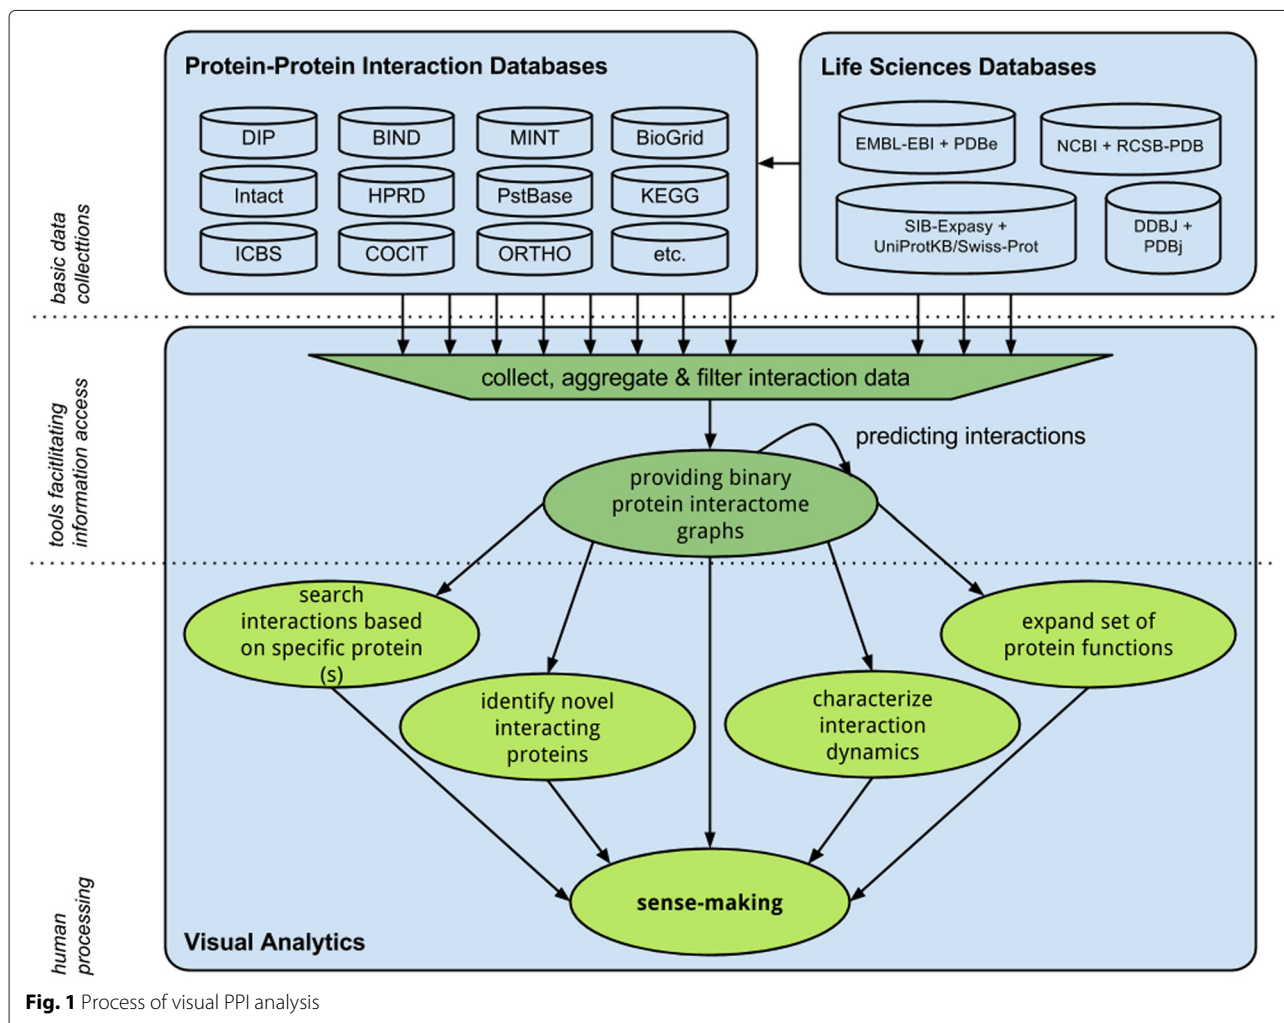 Protein-Protein Interaction Databases
DIP
BIND
MINT
BioGrid
Intact
HPRD
PstBase
KEGG
ICBS
COCIT
ORTHO
etc.
Life Sciences Databases
EMBL-EBI + PDBe
NCBI + RCSB-PDB
SIB-Expasy +
UniProtKB/Swiss-Prot
DDBJ +
PDBj
basic data
collecttions
collect, aggregate & filter interaction data
predicting interactions
providing binary
protein interactome
graphs
tools facitlitating
information access
search
interactions based
on specific protein
(s)
identify novel
interacting
proteins
characterize
interaction
dynamics
expand set of
protein functions
sense-making
human
processing
Visual Analytics
Fig. 1 Process of visual PPI analysis